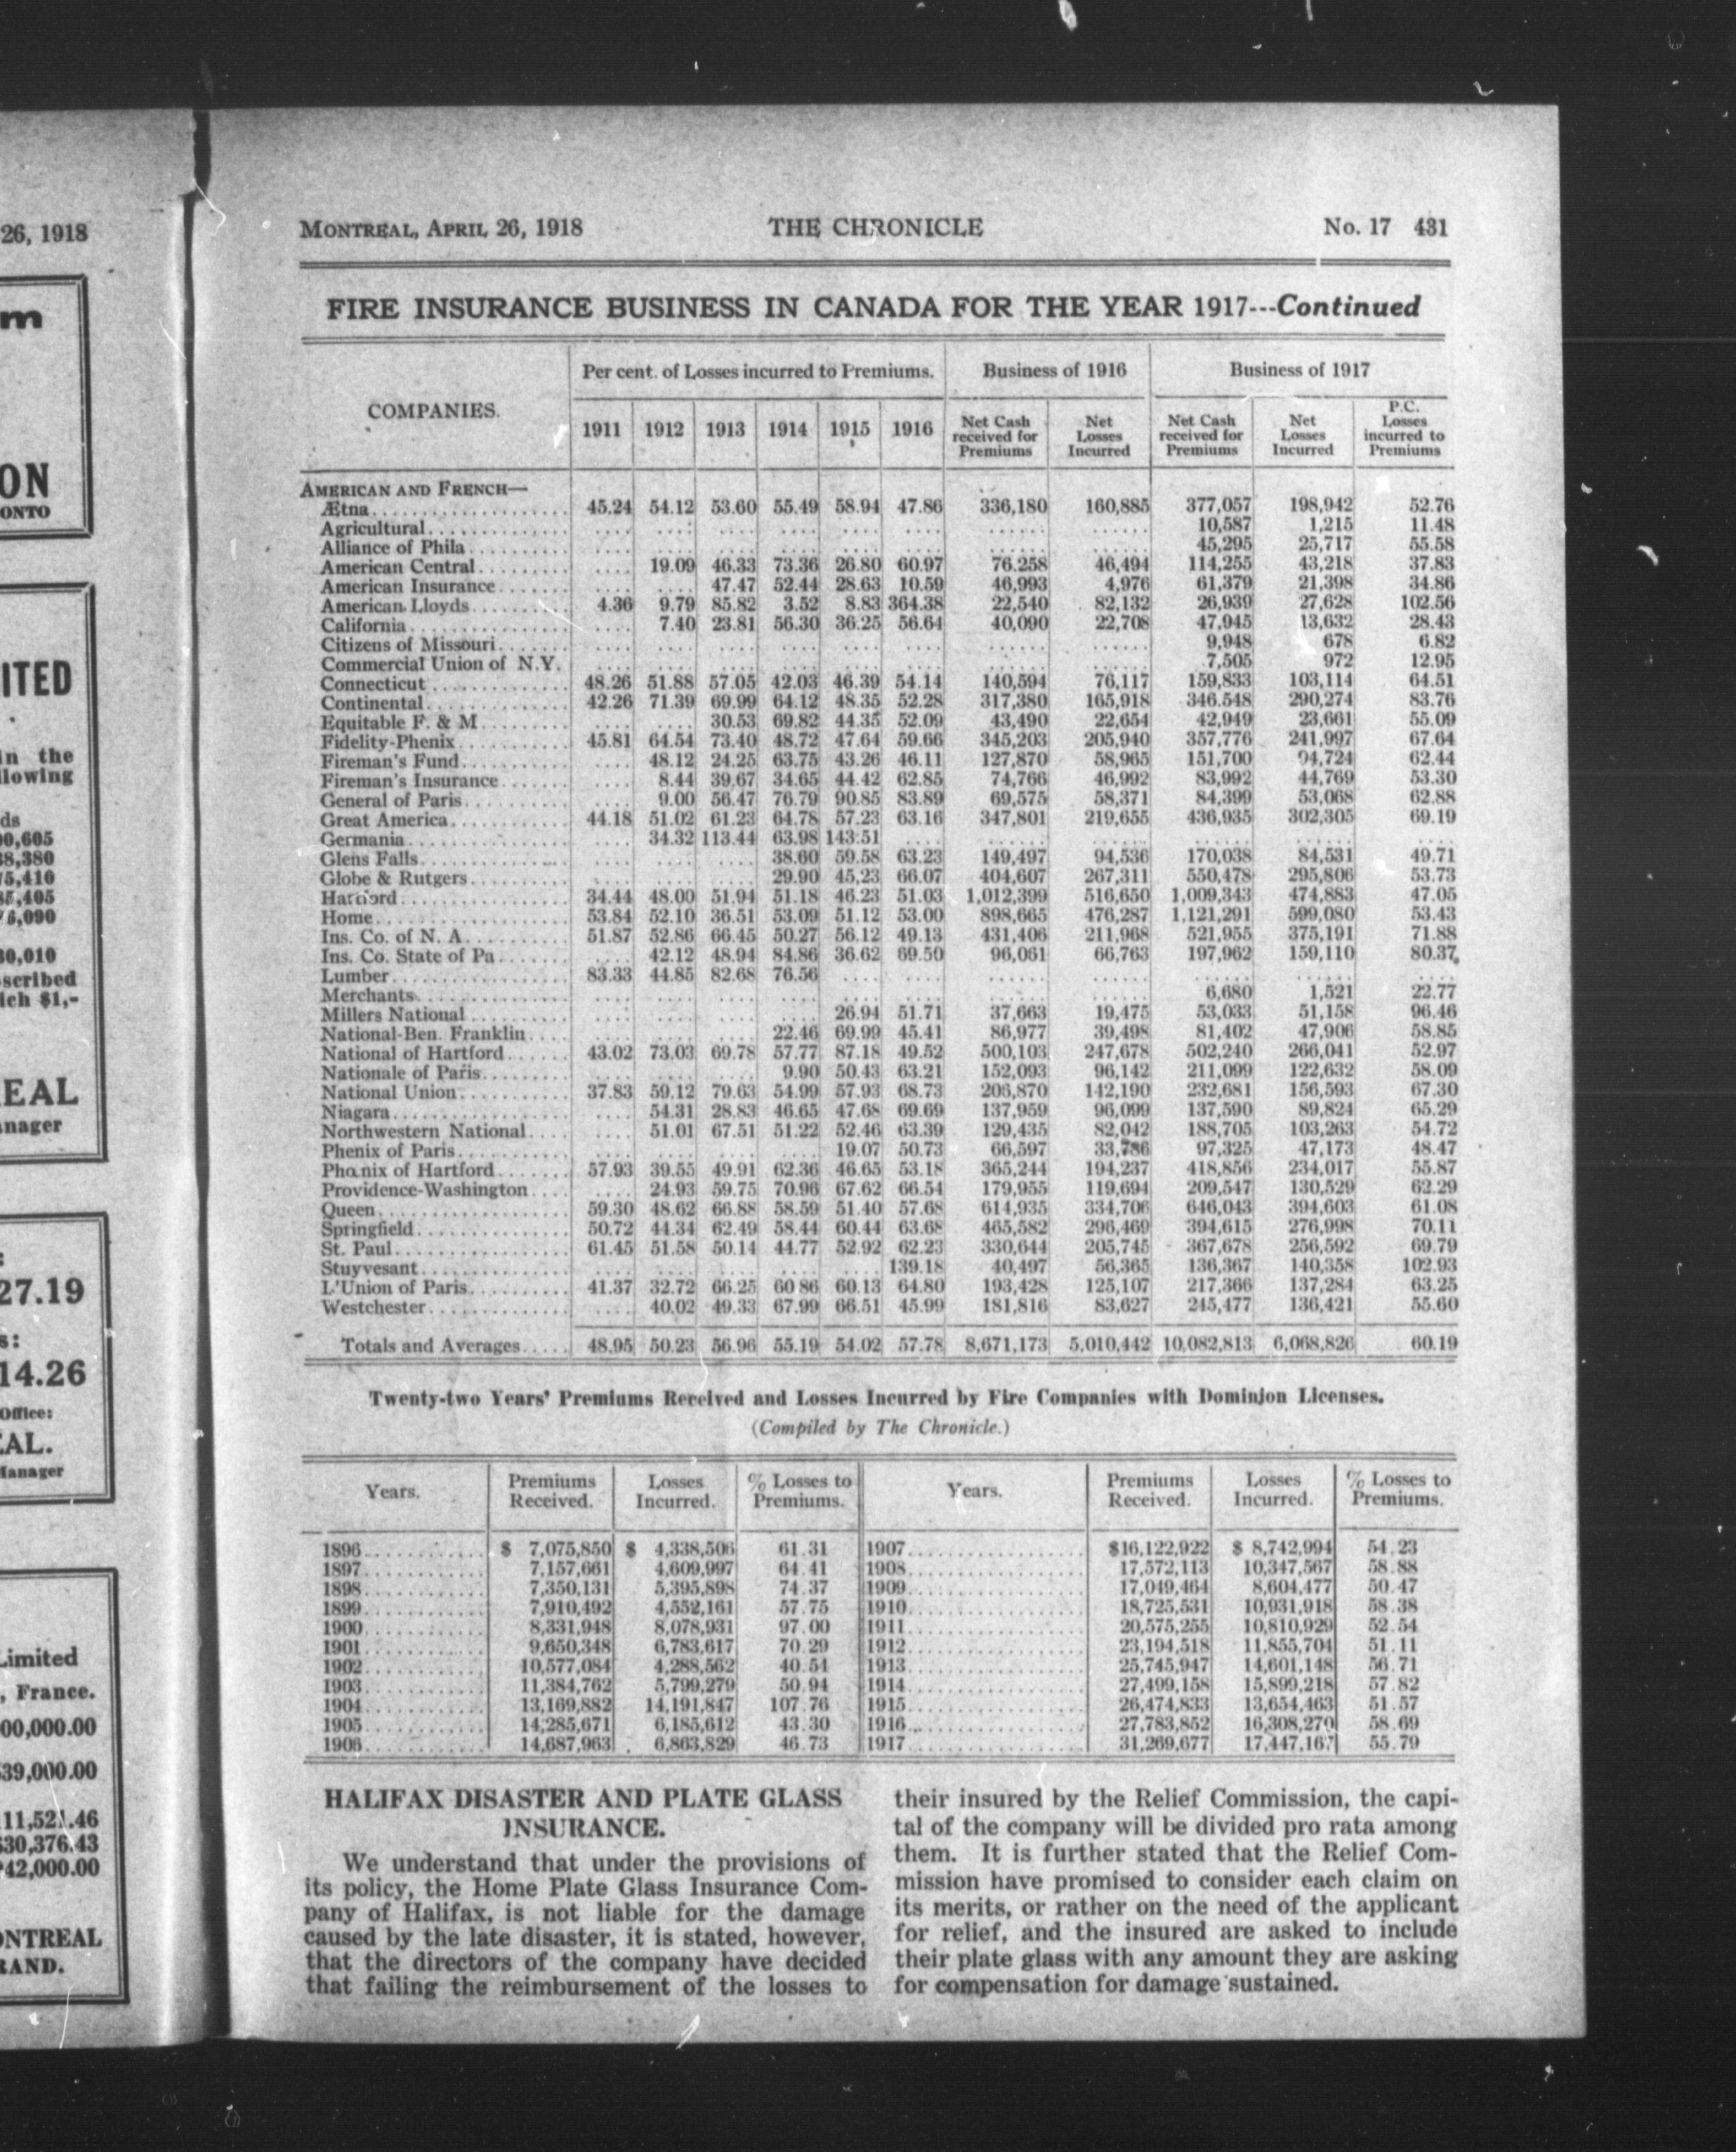 26, 1918
m
ON
ONTO
ITED
in the
llowing
ds
00,605
38,380
75,410
5,090
30,010
scribed
ich $1,-
EAL
anager
:
27.19
s:
14.26
Office:
AL.
Manager
Limited
, France.
00,000.00
39,000.00
11,521.46
30,376.43
42,000.00
ONTREAL
RAND.
MONTREAL, APRIL 26, 1918 THE CHRONICLE No. 17 431
FIRE INSURANCE BUSINESS IN CANADA FOR THE YEAR 1917---Continued
COMPANIES. Per cent. of Losses incurred to Premiums. Business of 1916 Business of 1917
1911 1912 1913 1914 1915 1916 Net Cash received for Premiums Net Losses Incurred Net Cash received for Premiums Net Losses Incurred P.C. Losses incurred to Premiums
AMERICAN AND FRENCH—
Ætna 45.24 54.12 53.60 55.49 58.94 47.86 336,180 160,885 377,057 198,942 52.76
Agricultural .... .... .... .... .... .... ...... ...... 10,587 1,215 11.48
Alliance of Phila .... .... .... .... .... .... ...... ...... 45,295 25,717 55.58
American Central .... 19.09 46.33 73.36 26.80 60.97 76.258 46,494 114,255 43,218 37.83
American Insurance .... .... 47.47 52.44 28.63 10.59 46,993 4,976 61,379 21,398 34.86
American Lloyds 4.36 9.79 85.82 3.52 8.83 364.38 22,540 82,132 26,939 27,628 102.56
California .... 7.40 23.81 56.30 36.25 56.64 40,090 22,708 47,945 13,632 28.43
Citizens of Missouri .... .... .... .... .... .... ...... ...... 9,948 678 6.82
Commercial Union of N.Y. .... .... .... .... .... .... ...... ...... 7,505 972 12.95
Connecticut 48.26 51.88 57.05 42.03 46.39 54.14 140,594 76,117 159,833 103,114 64.51
Continental 42.26 71.39 69.99 64.12 48.35 52.28 317,380 165,918 346.548 290,274 83.76
Equitable F. & M .... .... 30.53 69.82 44.35 52.09 43,490 22,654 42,949 23,661 55.09
Fidelity-Phenix 45.81 64.54 73.40 48.72 47.64 59.66 345,203 205,940 357,776 241,997 67.64
Fireman's Fund .... 48.12 24.25 63.75 43.26 46.11 127,870 58,965 151,700 94,724 62.44
Fireman's Insurance .... 8.44 39.67 34.65 44.42 62.85 74,766 46,992 83,992 44,769 53.30
General of Paris .... 9.00 56.47 76.79 90.85 83.89 69,575 58,371 84,399 53,068 62.88
Great America 44.18 51.02 61.23 64.78 57.23 63.16 347,801 219,655 436,935 302,305 69.19
Germania .... 34.32 113.44 63.98 143.51 .... ...... ...... ...... ...... ....
Glens Falls .... .... .... 38.60 59.58 63.23 149,497 94,536 170,038 84,531 49.71
Globe & Rutgers .... .... .... 29.90 45,23 66.07 404,607 267,311 550,478 295,806 53.73
Hartford 34.44 48.00 51.94 51.18 46.23 51.03 1,012,399 516,650 1,009,343 474,883 47.05
Home 53.84 52.10 36.51 53.09 51.12 53.00 898,665 476,287 1,121,291 599,080 53.43
Ins. Co. of N. A. 51.87 52.86 66.45 50.27 56.12 49.13 431,406 211,968 521,955 375,191 71.88
Ins. Co. State of Pa .... 42.12 48.94 84.86 36.62 69.50 96,061 66,763 197,962 159,110 80.37
Lumber 83.33 44.85 82.68 76.56 .... .... ...... ...... ...... ...... ....
Merchants .... .... .... .... .... .... ...... ...... 6,680 1,521 22.77
Millers National .... .... .... .... 26.94 51.71 37,663 19,475 53,033 51,158 96.46
National-Ben. Franklin .... .... .... 22.46 69.99 45.41 86,977 39,498 81,402 47,906 58.85
National of Hartford 43.02 73.03 69.78 57.77 87.18 49.52 500,103 247,678 502,240 266,041 52.97
Nationale of Paris .... .... .... 9.90 50.43 63.21 152,093 96,142 211,099 122,632 58.09
National Union 37.83 59.12 79.63 54.99 57.93 68.73 206,870 142,190 232,681 156,593 67.30
Niagara .... 54.31 28.83 46.65 47.68 69.69 137,959 96,099 137,590 89,824 65.29
Northwestern National .... 51.01 67.51 51.22 52.46 63.39 129,435 82,042 188,705 103,263 54.72
Phenix of Paris .... .... .... .... 19.07 50.73 66,597 33,786 97,325 47,173 48.47
Phœnix of Hartford 57.93 39.55 49.91 62.36 46.65 53.18 365,244 194,237 418,856 234,017 55.87
Providence-Washington .... 24.93 59.75 70.96 67.62 66.54 179,955 119,694 209,547 130,529 62.29
Queen 59.30 48.62 66.88 58.59 51.40 57.68 614,935 334,706 646,043 394,603 61.08
Springfield 50.72 44.34 62.49 58.44 60.44 63.68 465,582 296,469 394,615 276,998 70.11
St. Paul 61.45 51.58 50.14 44.77 52.92 62.23 330,644 205,745 367,678 256,592 69.79
Stuyvesant .... .... .... .... .... 139.18 40,497 56,365 136,367 140,358 102.93
L'Union of Paris 41.37 32.72 66.25 60 86 60.13 64.80 193,428 125,107 217,366 137,284 63.25
Westchester .... 40.02 49.33 67.99 66.51 45.99 181,816 83,627 245,477 136,421 55.60
Totals and Averages 48.95 50.23 56.96 55.19 54.02 57.78 8,671,173 5,010,442 10,082,813 6,068,826 60.19
Twenty-two Years' Premiums Received and Losses Incurred by Fire Companies with Dominion Licenses.
(Compiled by The Chronicle.)
Years. Premiums Received. Losses Incurred. % Losses to Premiums. Years. Premiums Received. Losses Incurred. % Losses to Premiums.
1896 $ 7,075,850 $ 4,338,506 61.31 1907 $16,122,922 $ 8,742,994 54.23
1897 7,157,661 4,609,997 64.41 1908 17,572,113 10,347,567 58.88
1898 7,350,131 5,395,898 74.37 1909 17,049,464 8,604,477 50.47
1899 7,910,492 4,552,161 57.75 1910 18,725,531 10,931,918 58.38
1900 8,331,948 8,078,931 97.00 1911 20,575,255 10,810,929 52.54
1901 9,650,348 6,783,617 70.29 1912 23,194,518 11,855,704 51.11
1902 10,577,084 4,288,562 40.54 1913 25,745,947 14,601,148 56.71
1903 11,384,762 5,799,279 50.94 1914 27,499,158 15,899,218 57.82
1904 13,169,882 14,191,847 107.76 1915 26,474,833 13,654,463 51.57
1905 14,285,671 6,185,612 43.30 1916 27,783,852 16,308,270 58.69
1906 14,687,963 6,863,829 46.73 1917 31,269,677 17,447,167 55.79
HALIFAX DISASTER AND PLATE GLASS
INSURANCE.
We understand that under the provisions of
its policy, the Home Plate Glass Insurance Com-
pany of Halifax, is not liable for the damage
caused by the late disaster, it is stated, however,
that the directors of the company have decided
that failing the reimbursement of the losses to
their insured by the Relief Commission, the capi-
tal of the company will be divided pro rata among
them. It is further stated that the Relief Com-
mission have promised to consider each claim on
its merits, or rather on the need of the applicant
for relief, and the insured are asked to include
their plate glass with any amount they are asking
for compensation for damage sustained.